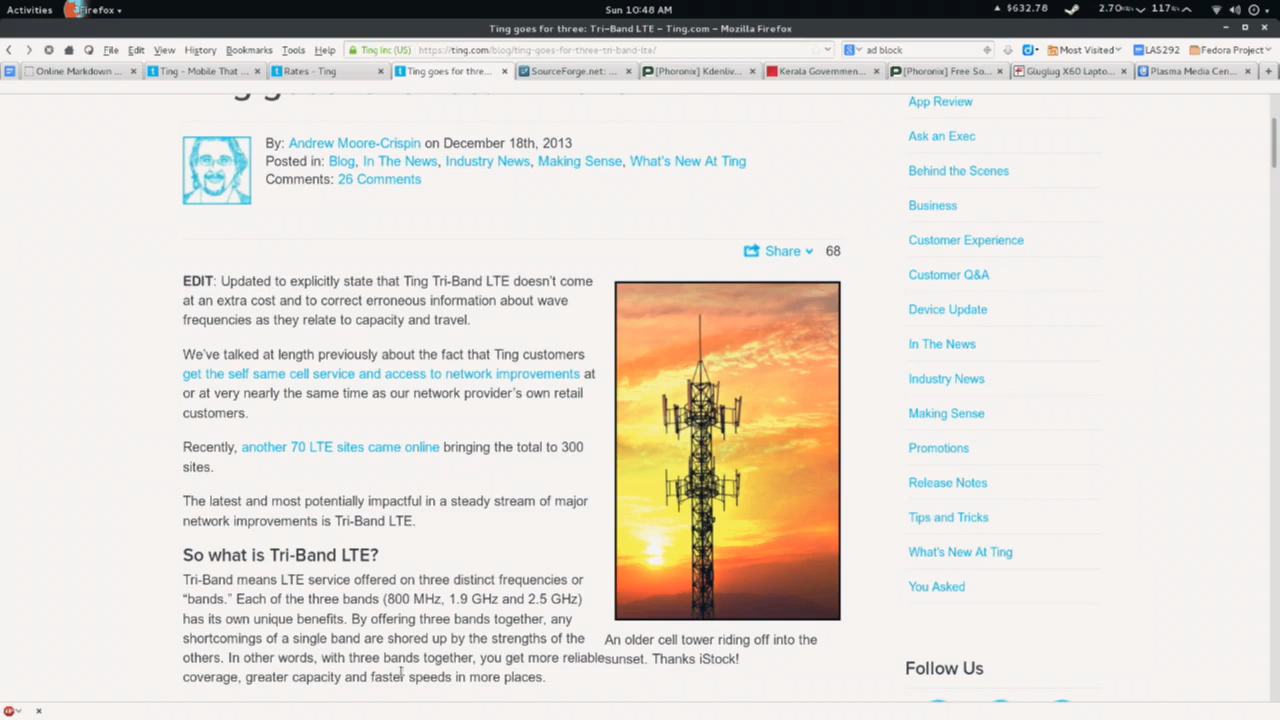 Activities Firefox Sun 10:48 AM $632.78 2.70 117
Ting goes for three: Tri-Band LTE – Ting.com – Mozilla Firefox
File Edit View History Bookmarks Tools Help Ting Inc (US) https://ting.com/blog/ting-goes-for-three-tri-band-lte/ ad block Most Visited LAS292 Fedora Project
Online Markdown ... Ting - Mobile That ... Rates - Ting Ting goes for thre... SourceForge.net: ... [Phoronix] Kdenliv... Kerala Governmen... [Phoronix] Free So... Gluglug X60 Lapto... Plasma Media Cen...
By: Andrew Moore-Crispin on December 18th, 2013
Posted in: Blog, In The News, Industry News, Making Sense, What's New At Ting
Comments: 26 Comments
Share 68
EDIT: Updated to explicitly state that Ting Tri-Band LTE doesn't come
at an extra cost and to correct erroneous information about wave
frequencies as they relate to capacity and travel.
We've talked at length previously about the fact that Ting customers
get the self same cell service and access to network improvements at
or at very nearly the same time as our network provider's own retail
customers.
Recently, another 70 LTE sites came online bringing the total to 300
sites.
The latest and most potentially impactful in a steady stream of major
network improvements is Tri-Band LTE.
So what is Tri-Band LTE?
Tri-Band means LTE service offered on three distinct frequencies or
“bands.” Each of the three bands (800 MHz, 1.9 GHz and 2.5 GHz)
has its own unique benefits. By offering three bands together, any
shortcomings of a single band are shored up by the strengths of the
others. In other words, with three bands together, you get more reliable
coverage, greater capacity and faster speeds in more places.
An older cell tower riding off into the
sunset. Thanks iStock!
App Review
Ask an Exec
Behind the Scenes
Business
Customer Experience
Customer Q&A
Device Update
In The News
Industry News
Making Sense
Promotions
Release Notes
Tips and Tricks
What's New At Ting
You Asked
Follow Us